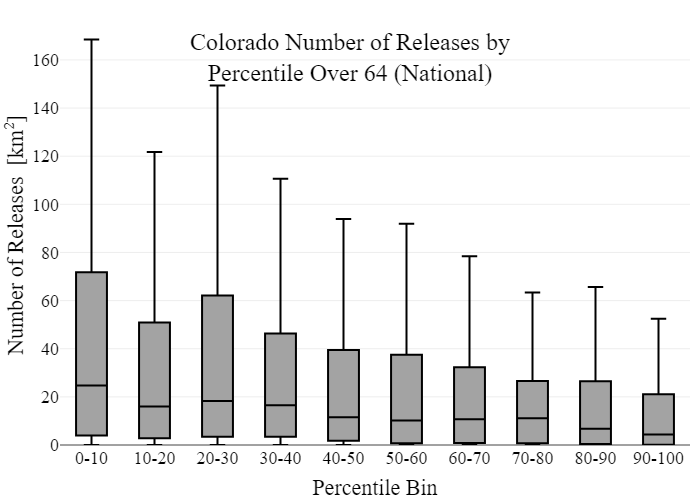 Colorado Number of Releases by
Percentile Over 64 (National)
Number of Releases [km²]
160
140
120
100
80
60
40
20
0
0-10 10-20 20-30 30-40 40-50 50-60 60-70 70-80 80-90 90-100
Percentile Bin